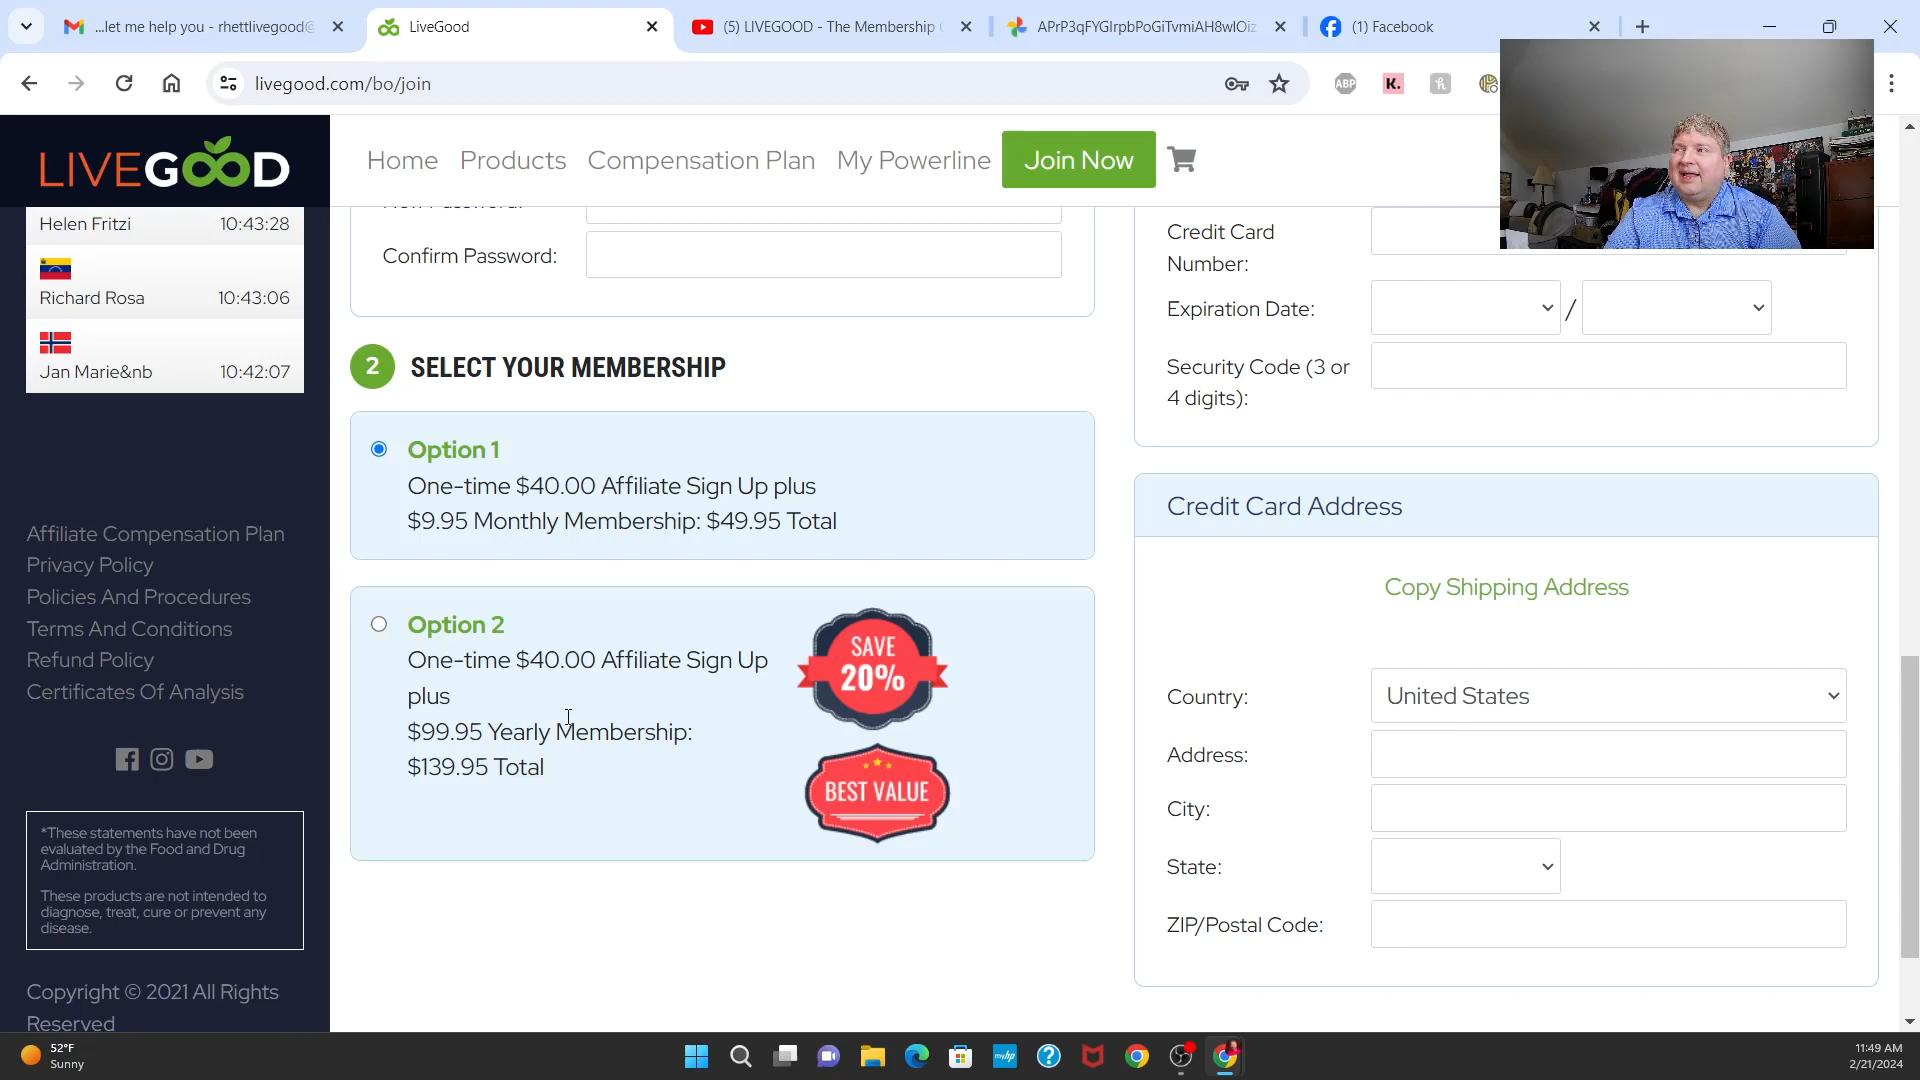 ...let me help you - rhettlivegood@
LiveGood
(5) LIVEGOOD - The Membership
APrP3qFYGIrpbPoGiTvmiAH8wlOiz
(1) Facebook
livegood.com/bo/join
ABP
K.
h
LIVEGOOD
Home
Products
Compensation Plan
My Powerline
Join Now
Helen Fritzi 10:43:28
Richard Rosa 10:43:06
Jan Marie&nb 10:42:07
Affiliate Compensation Plan
Privacy Policy
Policies And Procedures
Terms And Conditions
Refund Policy
Certificates Of Analysis
*These statements have not been
evaluated by the Food and Drug
Administration.
These products are not intended to
diagnose, treat, cure or prevent any
disease.
Copyright © 2021 All Rights
Reserved
Confirm Password:
2 SELECT YOUR MEMBERSHIP
Option 1
One-time $40.00 Affiliate Sign Up plus
$9.95 Monthly Membership: $49.95 Total
Option 2
One-time $40.00 Affiliate Sign Up
plus
$99.95 Yearly Membership:
$139.95 Total
SAVE
20%
BEST VALUE
Credit Card
Number:
Expiration Date:
/
Security Code (3 or
4 digits):
Credit Card Address
Copy Shipping Address
Country: United States
Address:
City:
State:
ZIP/Postal Code:
52°F
Sunny
11:49 AM
2/21/2024